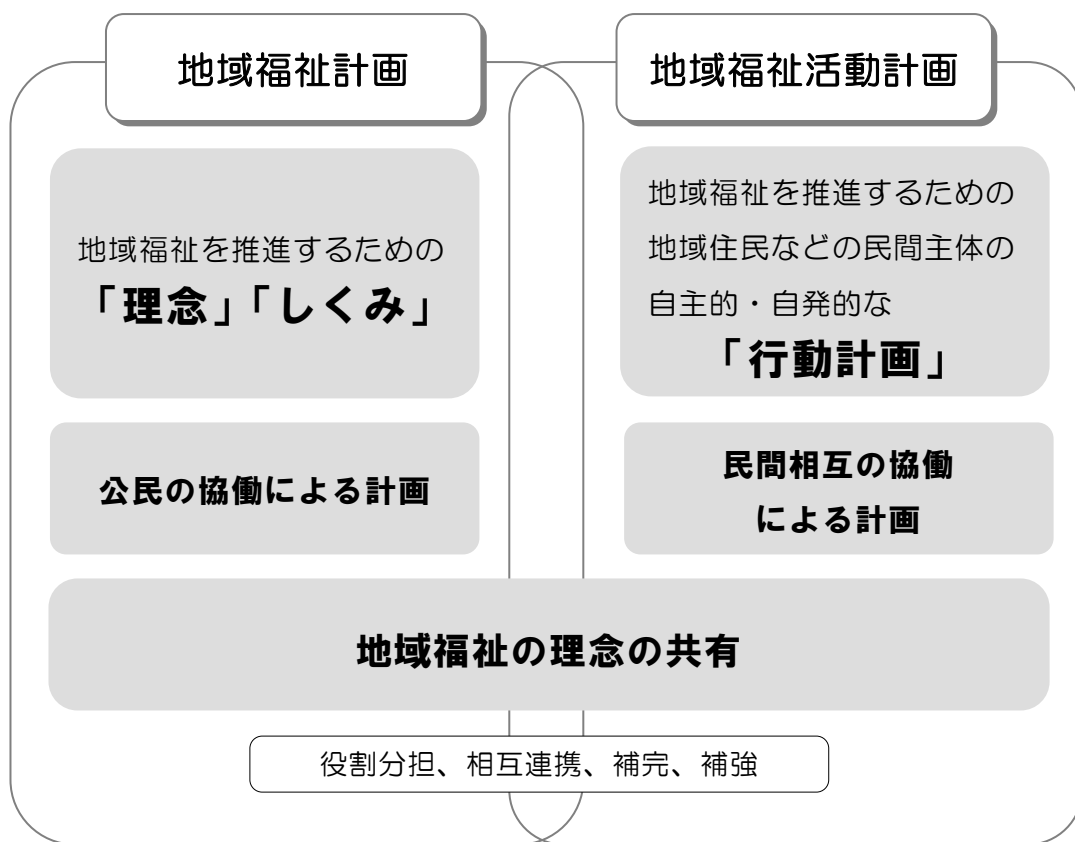 地域福祉計画
地域福祉を推進するための
「理念」「しくみ」
公民の協働による計画
地域福祉活動計画
地域福祉を推進するための
地域住民などの民間主体の
自主的・自発的な
「行動計画」
民間相互の協働
による計画
地域福祉の理念の共有
役割分担、相互連携、補完、補強